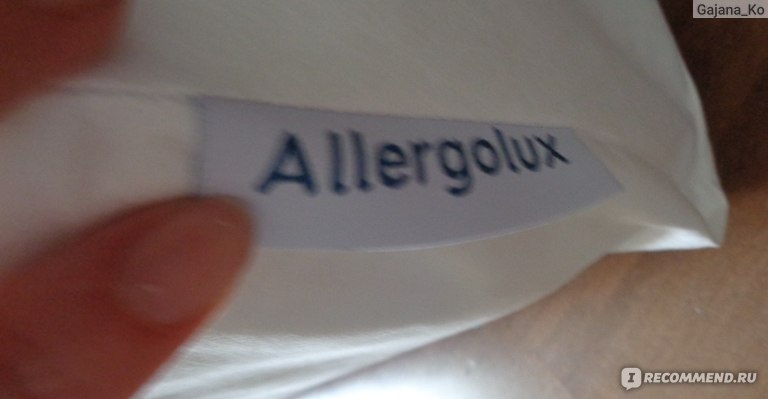 Gajana_Ko
Allergolux
I RECOMMEND.RU